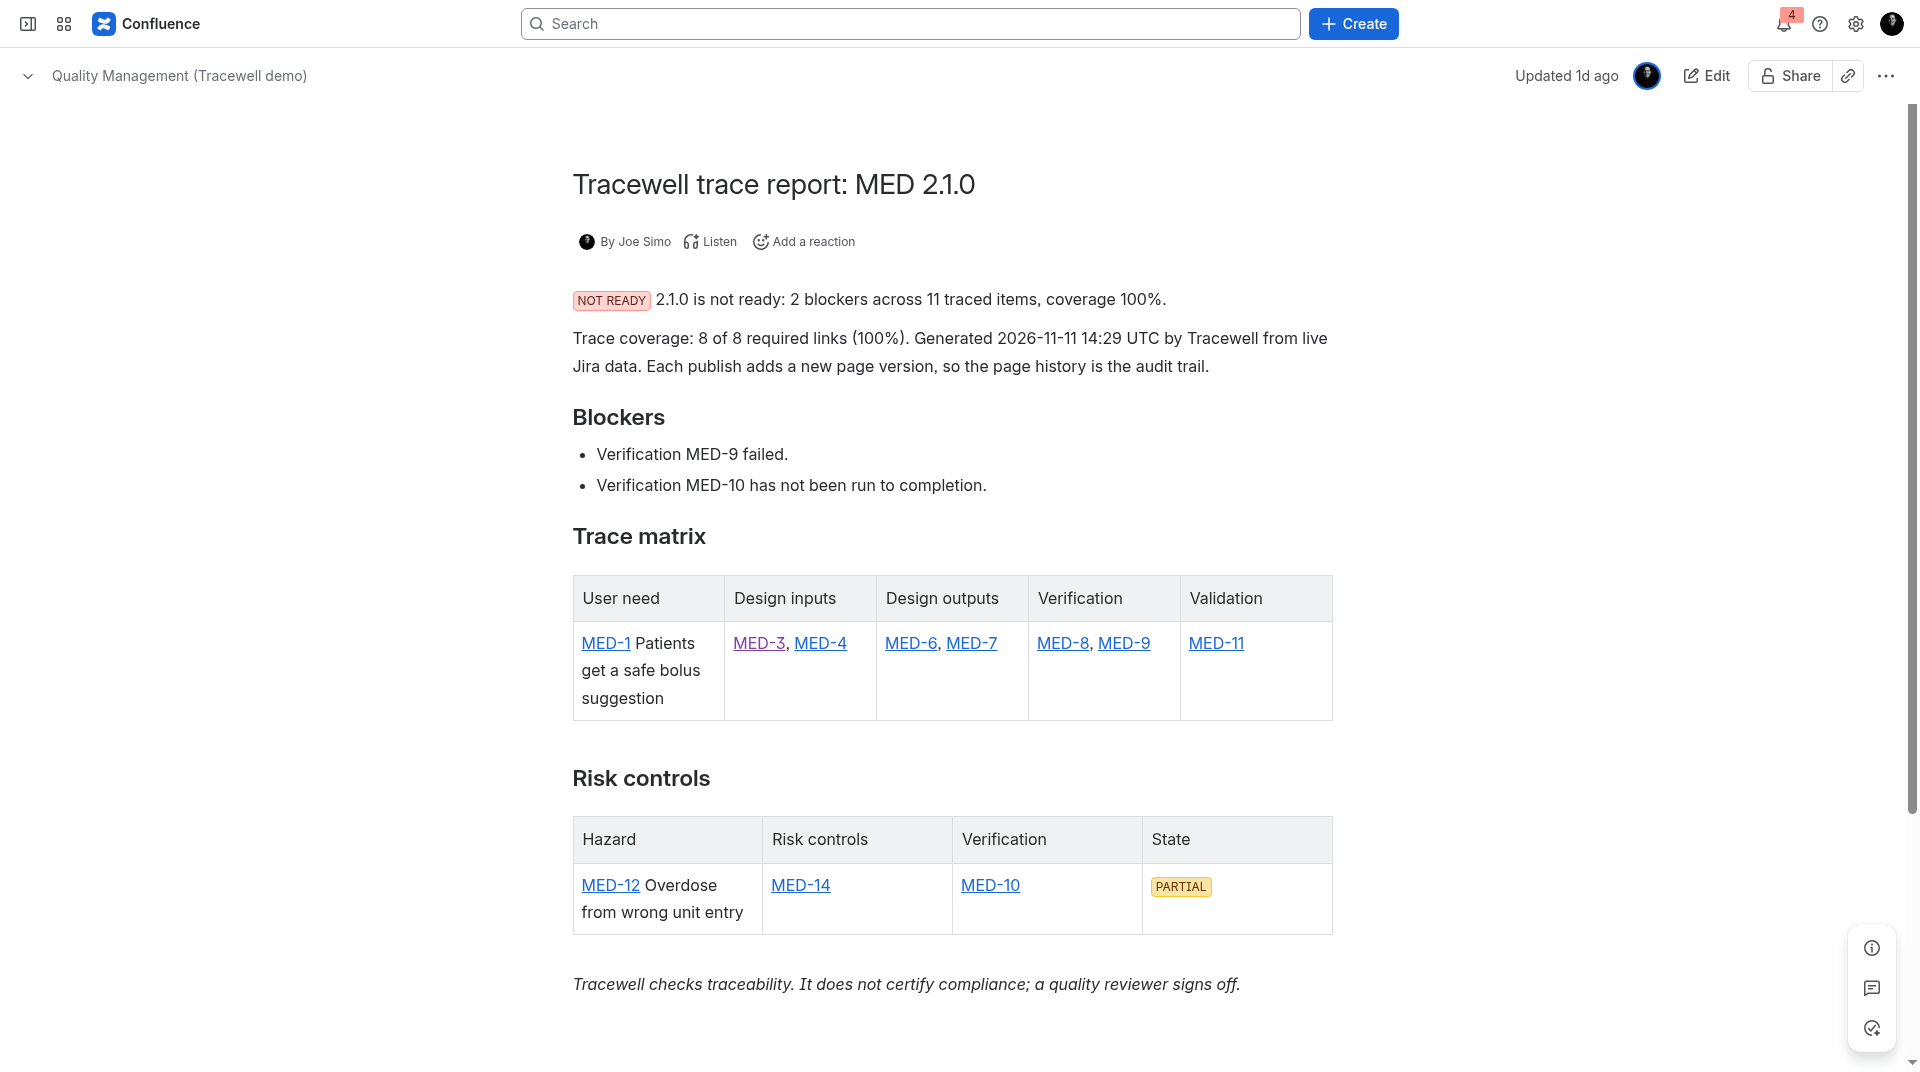 Confluence
Search
Create
4
Quality Management (Tracewell demo)
Updated 1d ago
Edit
Share
Tracewell trace report: MED 2.1.0
By Joe Simo
Listen
Add a reaction
NOT READY 2.1.0 is not ready: 2 blockers across 11 traced items, coverage 100%.
Trace coverage: 8 of 8 required links (100%). Generated 2026-11-11 14:29 UTC by Tracewell from live
Jira data. Each publish adds a new page version, so the page history is the audit trail.
Blockers
• Verification MED-9 failed.
• Verification MED-10 has not been run to completion.
Trace matrix
User need Design inputs Design outputs Verification Validation
MED-1 Patients MED-3, MED-4 MED-6, MED-7 MED-8, MED-9 MED-11
get a safe bolus
suggestion
Risk controls
Hazard Risk controls Verification State
MED-12 Overdose MED-14 MED-10 PARTIAL
from wrong unit entry
Tracewell checks traceability. It does not certify compliance; a quality reviewer signs off.